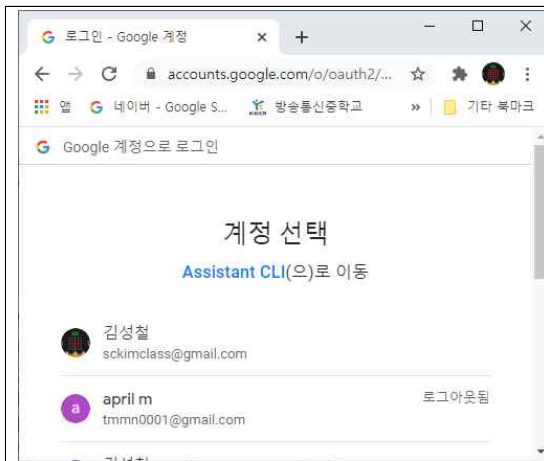 로그인 - Google 계정
accounts.google.com/o/oauth2/...
앱 네이버 - Google S... 방송통신중학교 » 기타 북마크
Google 계정으로 로그인
계정 선택
Assistant CLI(으)로 이동
김성철
sckimclass@gmail.com
a april m 로그아웃됨
tmmn0001@gmail.com